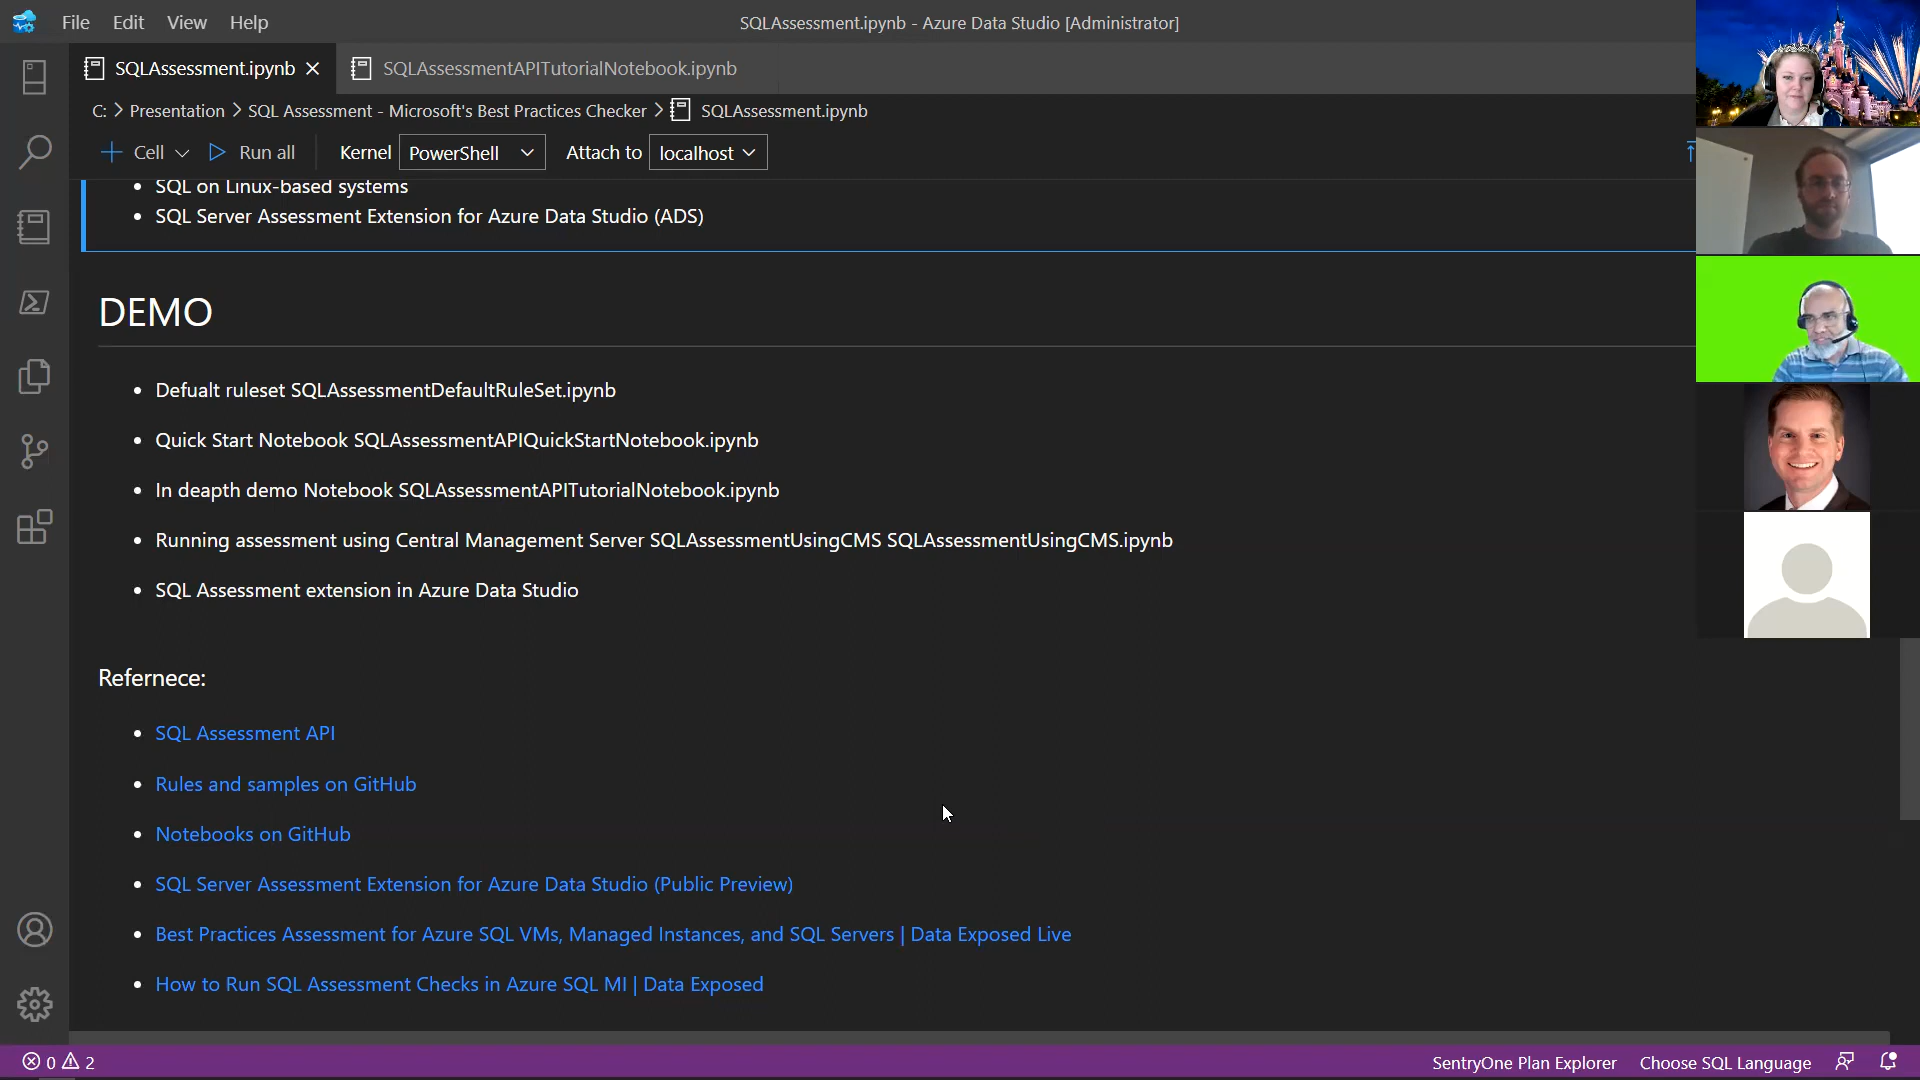 File Edit View Help
SQLAssessment.ipynb - Azure Data Studio [Administrator]
SQLAssessment.ipynb
SQLAssessmentAPITutorialNotebook.ipynb
C: > Presentation > SQL Assessment - Microsoft's Best Practices Checker > SQLAssessment.ipynb
Cell Run all Kernel PowerShell Attach to localhost
SQL on Linux-based systems
SQL Server Assessment Extension for Azure Data Studio (ADS)
DEMO
Defualt ruleset SQLAssessmentDefaultRuleSet.ipynb
Quick Start Notebook SQLAssessmentAPIQuickStartNotebook.ipynb
In deapth demo Notebook SQLAssessmentAPITutorialNotebook.ipynb
Running assessment using Central Management Server SQLAssessmentUsingCMS SQLAssessmentUsingCMS.ipynb
SQL Assessment extension in Azure Data Studio
Refernece:
SQL Assessment API
Rules and samples on GitHub
Notebooks on GitHub
SQL Server Assessment Extension for Azure Data Studio (Public Preview)
Best Practices Assessment for Azure SQL VMs, Managed Instances, and SQL Servers | Data Exposed Live
How to Run SQL Assessment Checks in Azure SQL MI | Data Exposed
0 2
SentryOne Plan Explorer Choose SQL Language